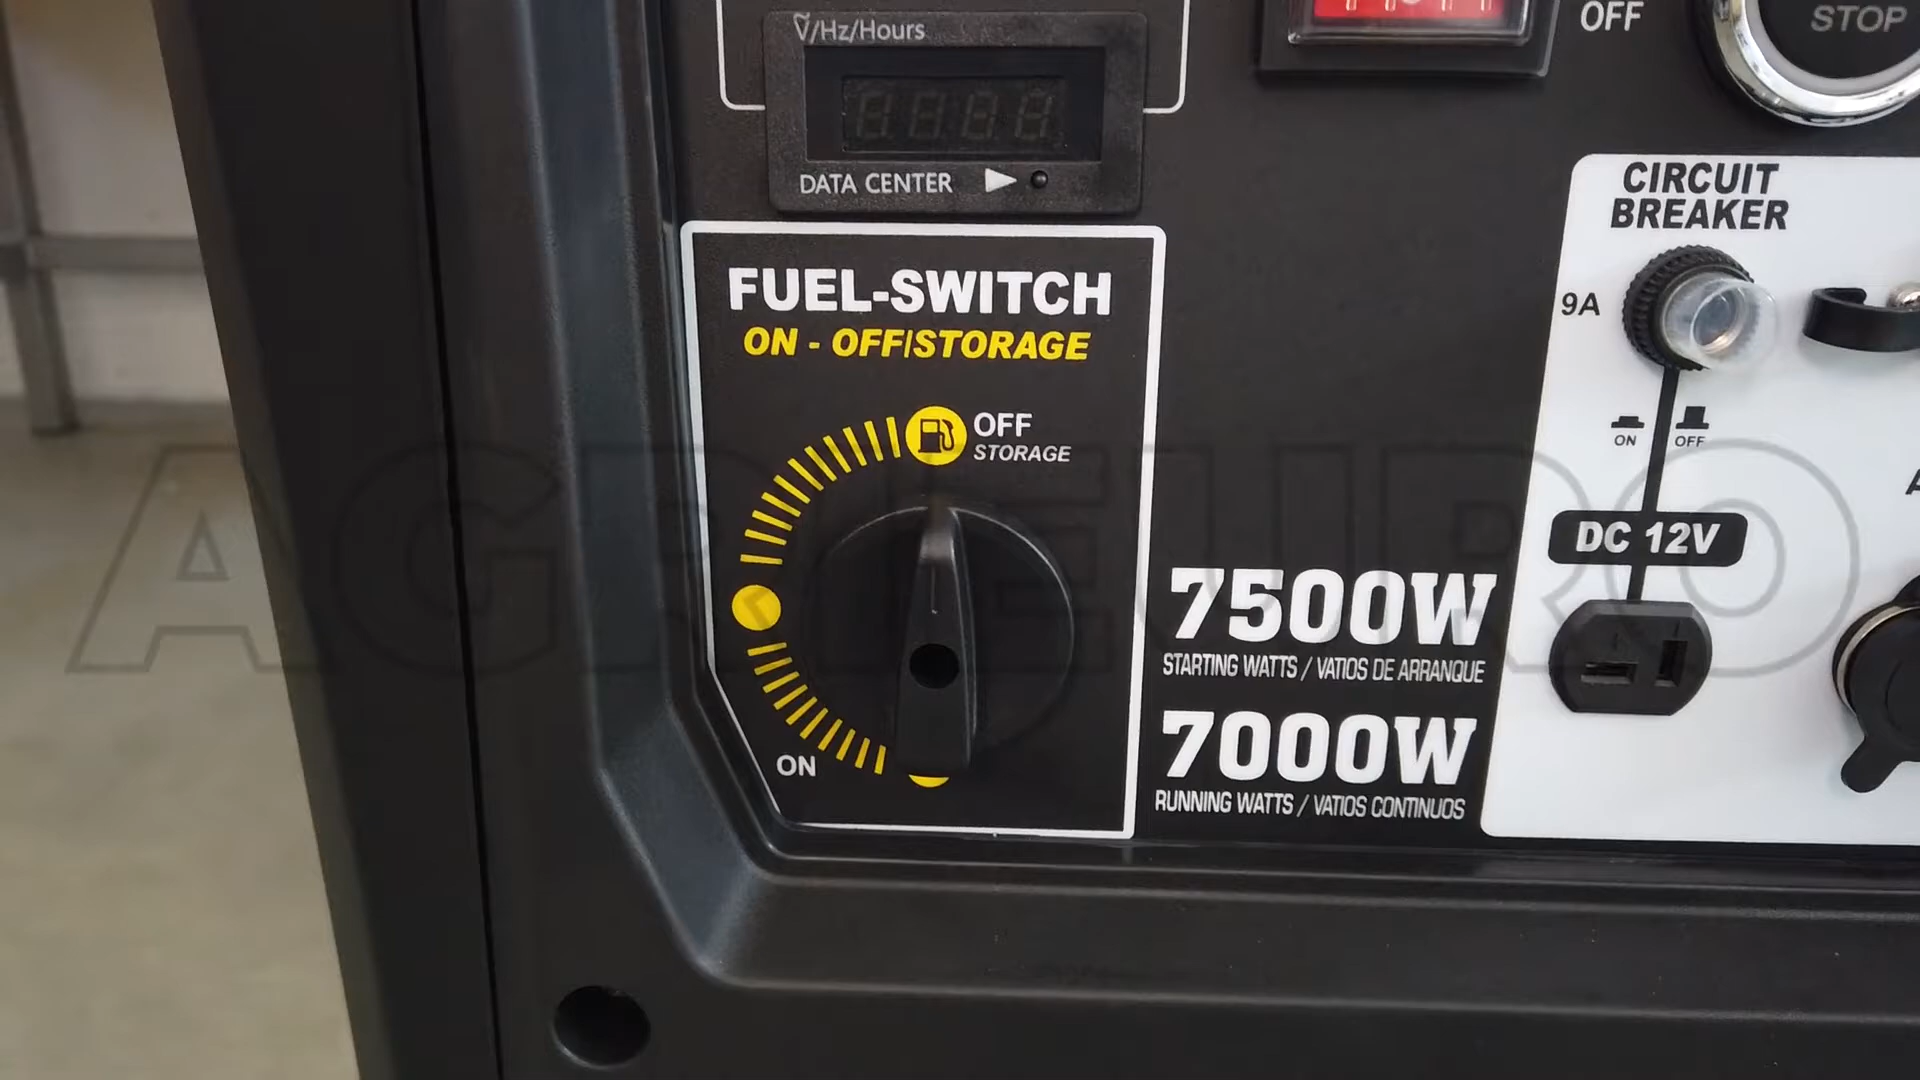 Ṽ/Hz/Hours
DATA CENTER
OFF
STOP
FUEL-SWITCH
ON - OFF/STORAGE
OFF
STORAGE
ON
7500W
STARTING WATTS / VATIOS DE ARRANQUE
7000W
RUNNING WATTS / VATIOS CONTINUOS
CIRCUIT
BREAKER
9A
ON
OFF
DC 12V
AGRIEURO